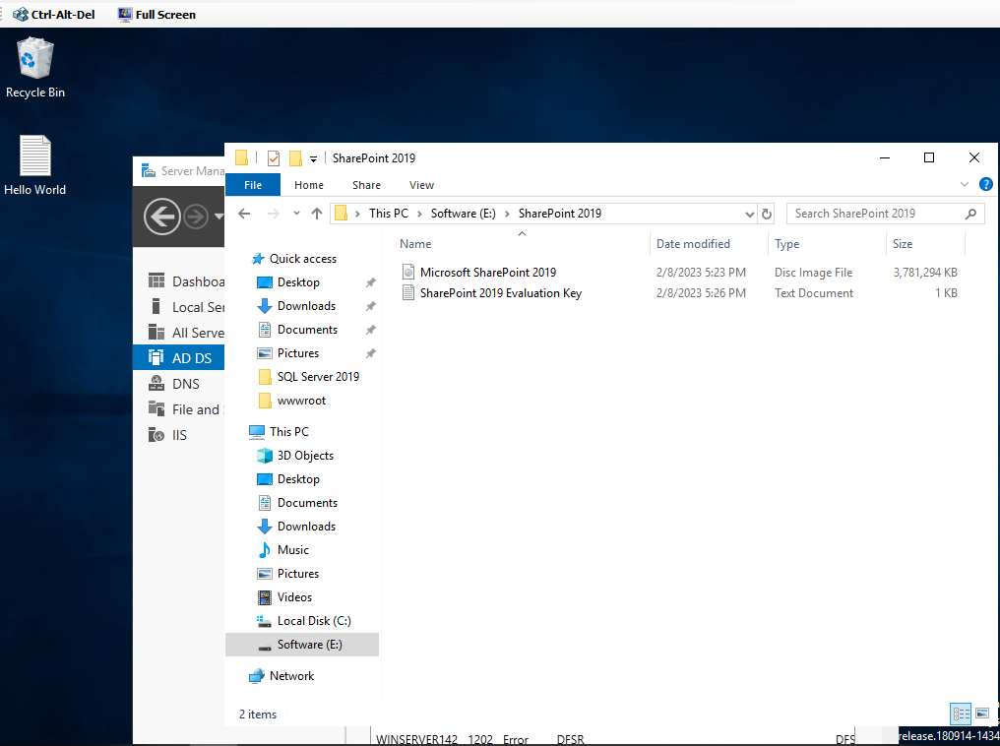 Ctrl-Alt-Del Full Screen
Recycle Bin
Hello World
Server Mana
SharePoint 2019
File Home Share View
This PC Software (E:) SharePoint 2019
Search SharePoint 2019
Name Date modified Type Size
Microsoft SharePoint 2019 2/8/2023 5:23 PM Disc Image File 3,781,294 KB
SharePoint 2019 Evaluation Key 2/8/2023 5:26 PM Text Document 1 KB
Quick access
Desktop
Downloads
Documents
Pictures
SQL Server 2019
wwwroot
This PC
3D Objects
Desktop
Documents
Downloads
Music
Pictures
Videos
Local Disk (C:)
Software (E:)
Network
2 items
Dashboa
Local Ser
All Serve
AD DS
DNS
File and
IIS
WINSERVER142 1202 Error DFSR DFS
release.180914-1434